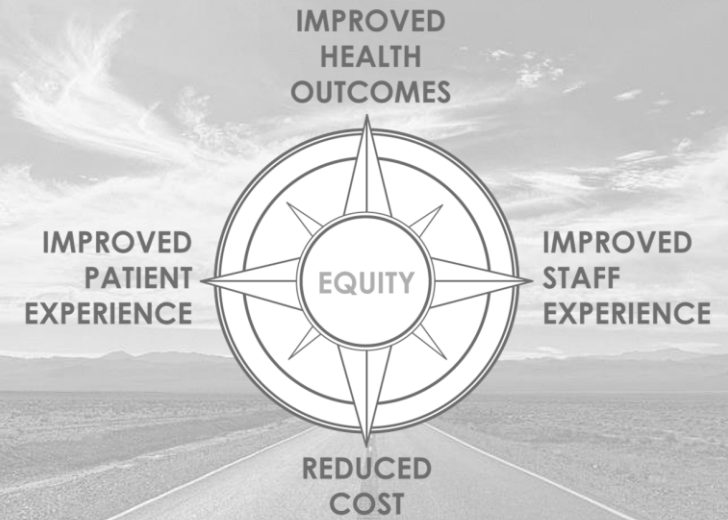 IMPROVED
HEALTH
OUTCOMES
IMPROVED
PATIENT
EXPERIENCE
EQUITY
IMPROVED
STAFF
EXPERIENCE
REDUCED
COST